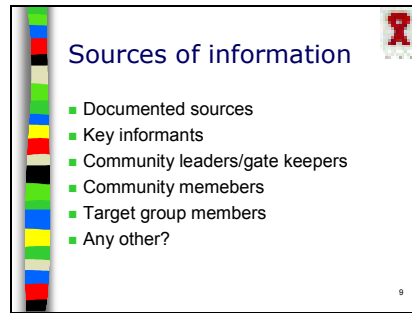 Sources of information
Documented sources
Key informants
Community leaders/gate keepers
Community memebers
Target group members
Any other?
9